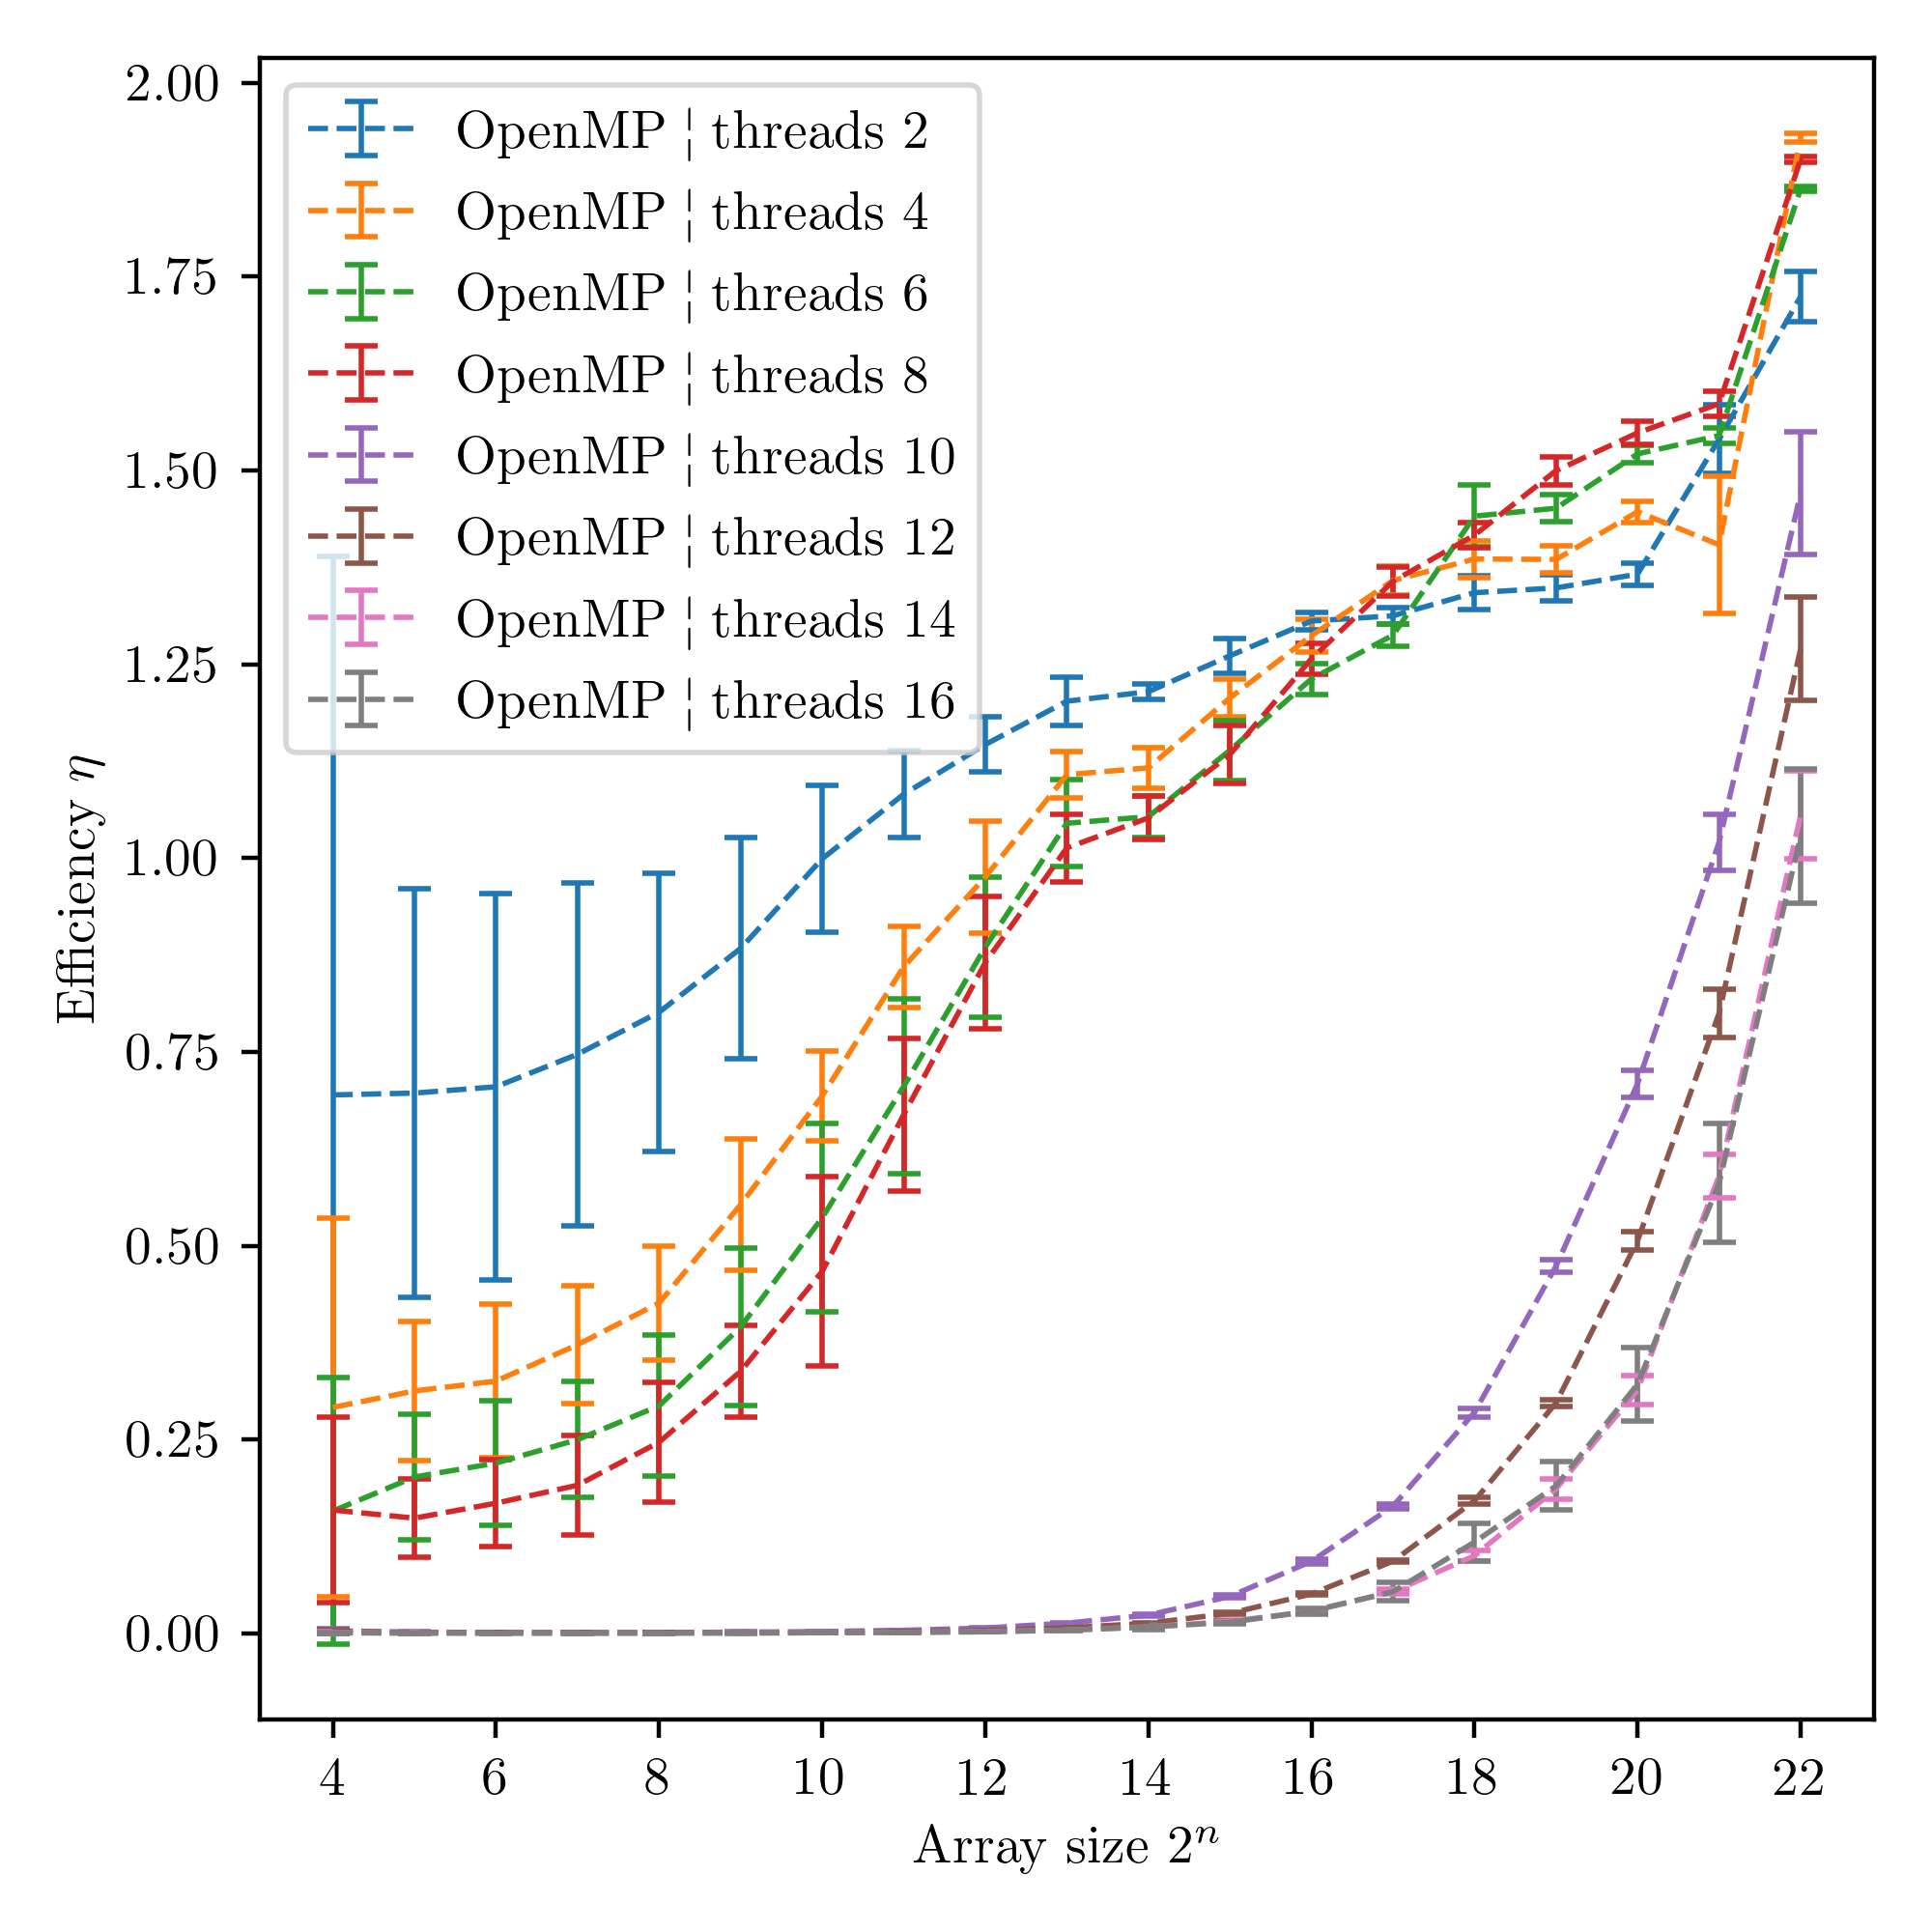 2.00
1.75
1.50
1.25
1.00
0.75
0.50
0.25
0.00
Efficiency η
OpenMP ¦ threads 2
OpenMP ¦ threads 4
OpenMP ¦ threads 6
OpenMP ¦ threads 8
OpenMP ¦ threads 10
OpenMP ¦ threads 12
OpenMP ¦ threads 14
OpenMP ¦ threads 16
4 6 8 10 12 14 16 18 20 22
Array size 2ⁿ